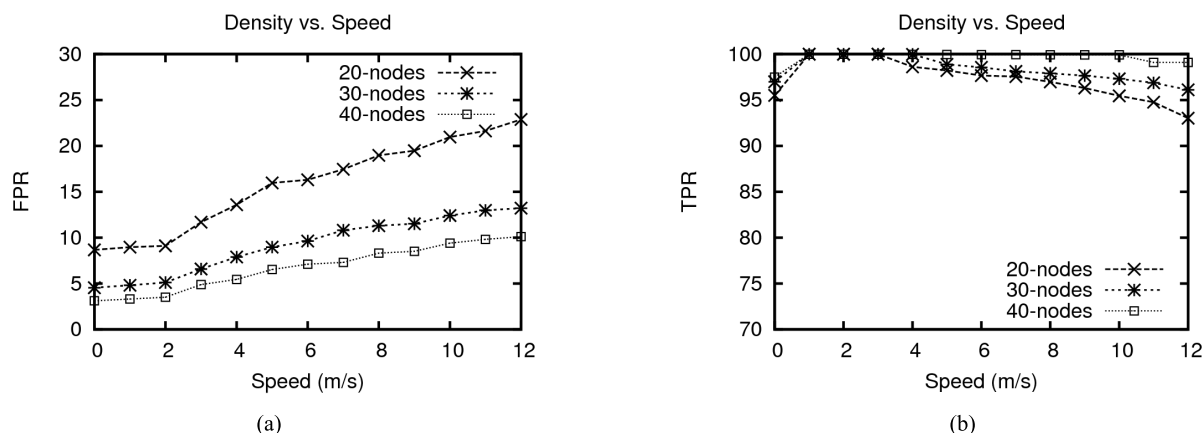 Density vs. Speed
FPR
30
25
20
15
10
5
0
20-nodes
30-nodes
40-nodes
0 2 4 6 8 10 12
Speed (m/s)
(a)
Density vs. Speed
TPR
100
95
90
85
80
75
70
20-nodes
30-nodes
40-nodes
0 2 4 6 8 10 12
Speed (m/s)
(b)